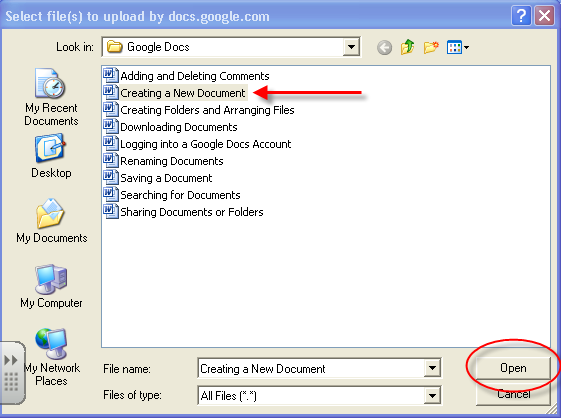 Select file(s) to upload by docs.google.com
Look in: Google Docs
Adding and Deleting Comments
Creating a New Document
Creating Folders and Arranging Files
Downloading Documents
Logging into a Google Docs Account
Renaming Documents
Saving a Document
Searching for Documents
Sharing Documents or Folders
My Recent
Documents
Desktop
My Documents
My Computer
My Network
Places
File name: Creating a New Document Open
Files of type: All Files (*.*) Cancel